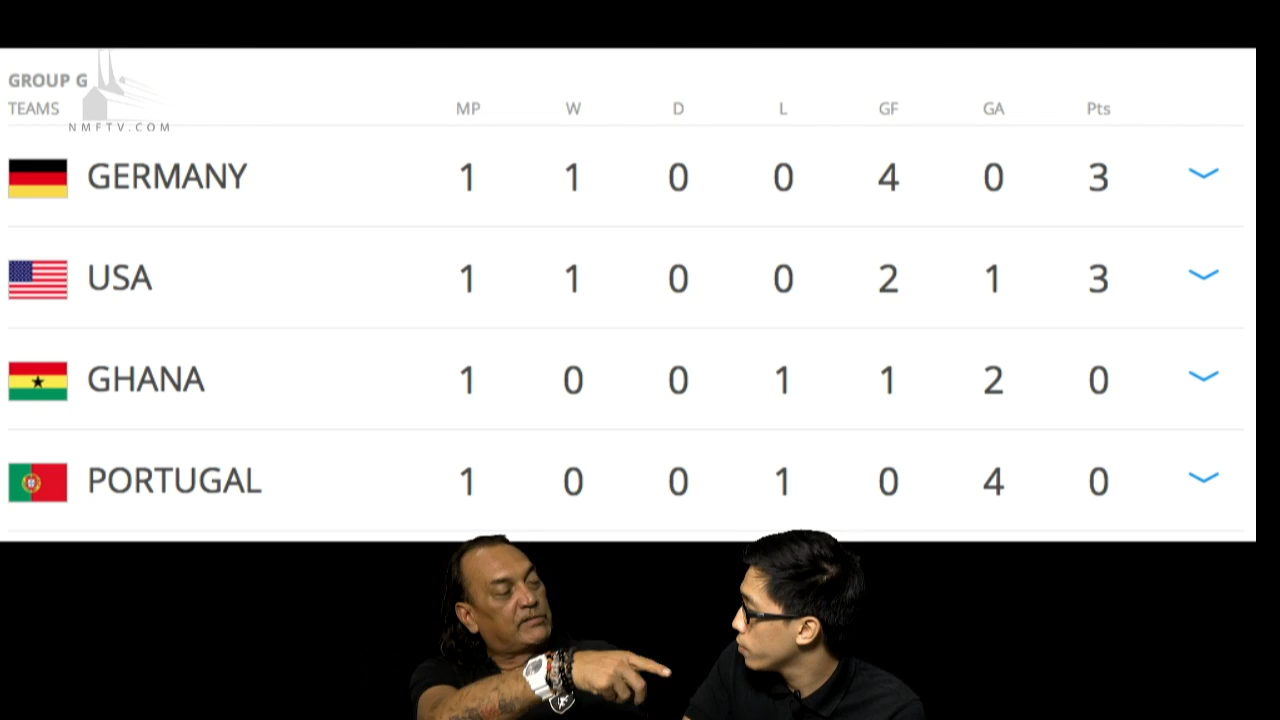 GROUP G
TEAMS MP W D L GF GA Pts
NMFTV.COM
GERMANY 1 1 0 0 4 0 3
USA 1 1 0 0 2 1 3
GHANA 1 0 0 1 1 2 0
PORTUGAL 1 0 0 1 0 4 0